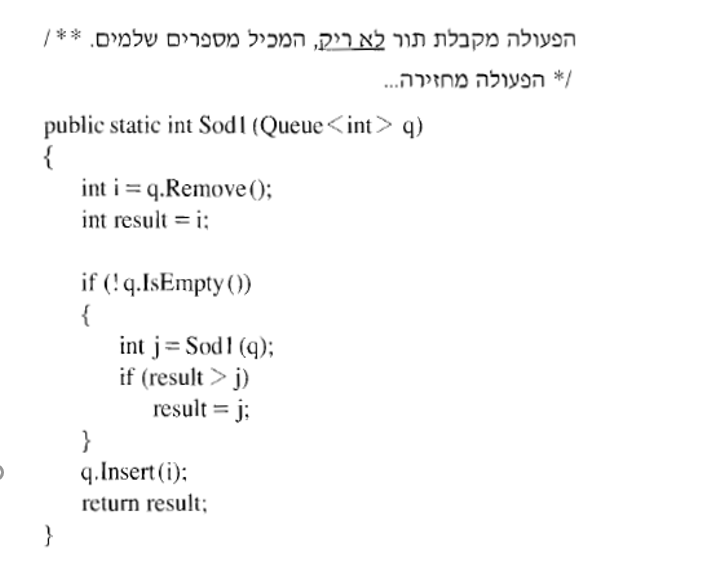 /** הפעולה מקבלת תור לא ריק, המכיל מספרים שלמים. **/
/* הפעולה מחזירה...
public static int Sod1 (Queue<int> q)
{
int i = q.Remove();
int result = i;
if (! q.IsEmpty())
{
int j = Sod1 (q);
if (result > j)
result = j;
}
q.Insert(i);
return result;
}